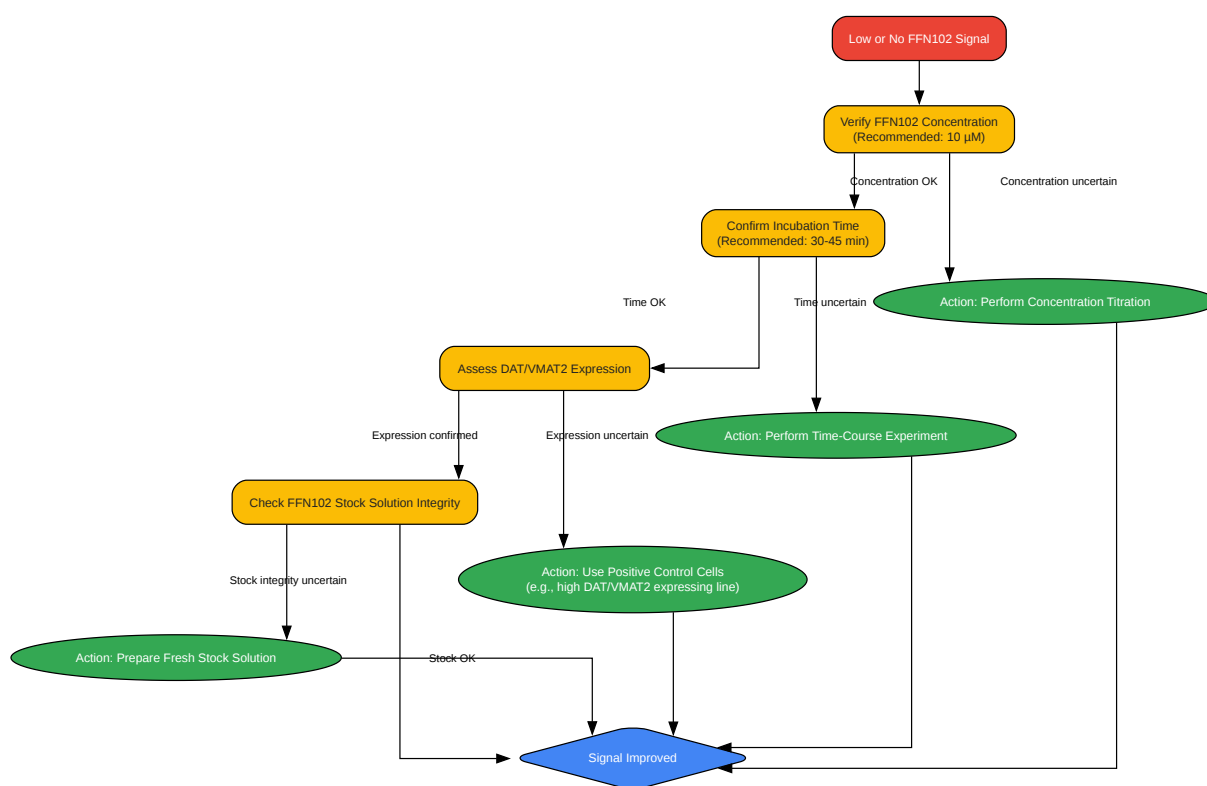 Low or No FFN102 Signal
Verify FFN102 Concentration
(Recommended: 10 µM)
Concentration OK
Concentration uncertain
Confirm Incubation Time
(Recommended: 30-45 min)
Time OK
Time uncertain
Action: Perform Concentration Titration
Assess DAT/VMAT2 Expression
Expression confirmed
Expression uncertain
Action: Perform Time-Course Experiment
Check FFN102 Stock Solution Integrity
Stock integrity uncertain
Action: Use Positive Control Cells
(e.g., high DAT/VMAT2 expressing line)
Action: Prepare Fresh Stock Solution
Stock OK
Signal Improved